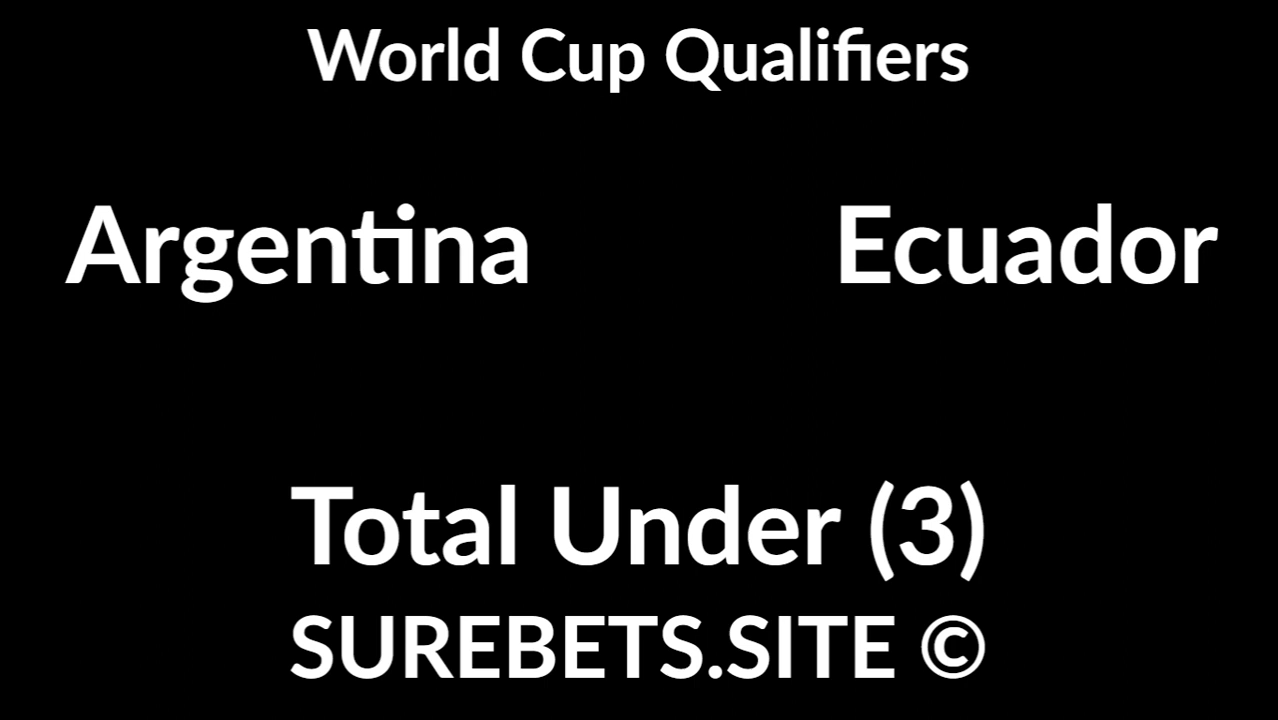 World Cup Qualifiers
Argentina Ecuador
Total Under (3)
SUREBETS.SITE ©